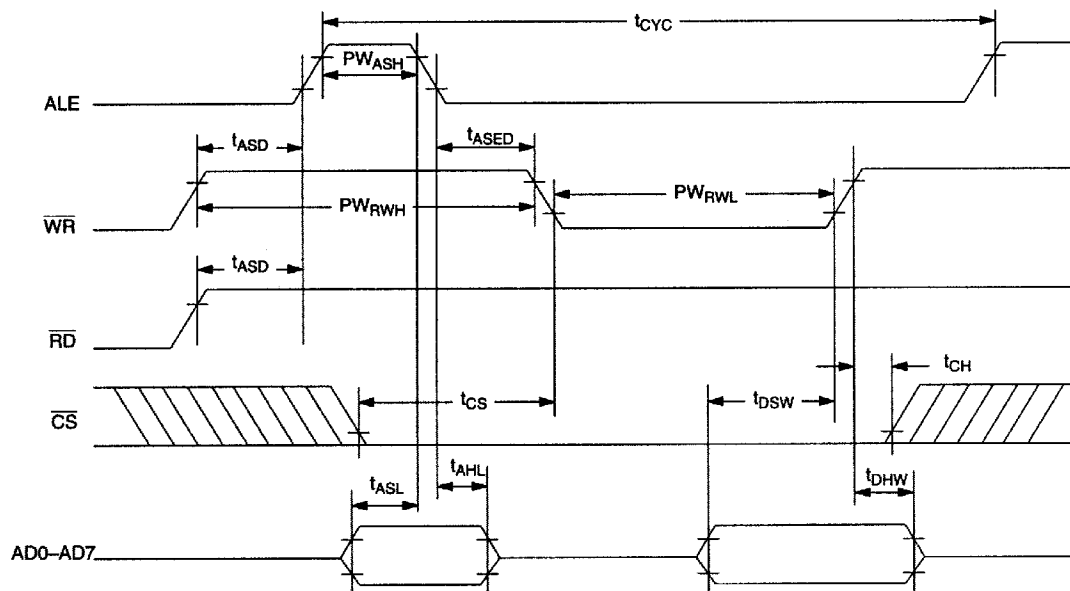 tCYC
PWASH
ALE
tASD
tASED
PWRWH
PWRWL
WR
tASD
RD
tCH
tCS
tDSW
CS
tASL
tAHL
tDHW
AD0–AD7